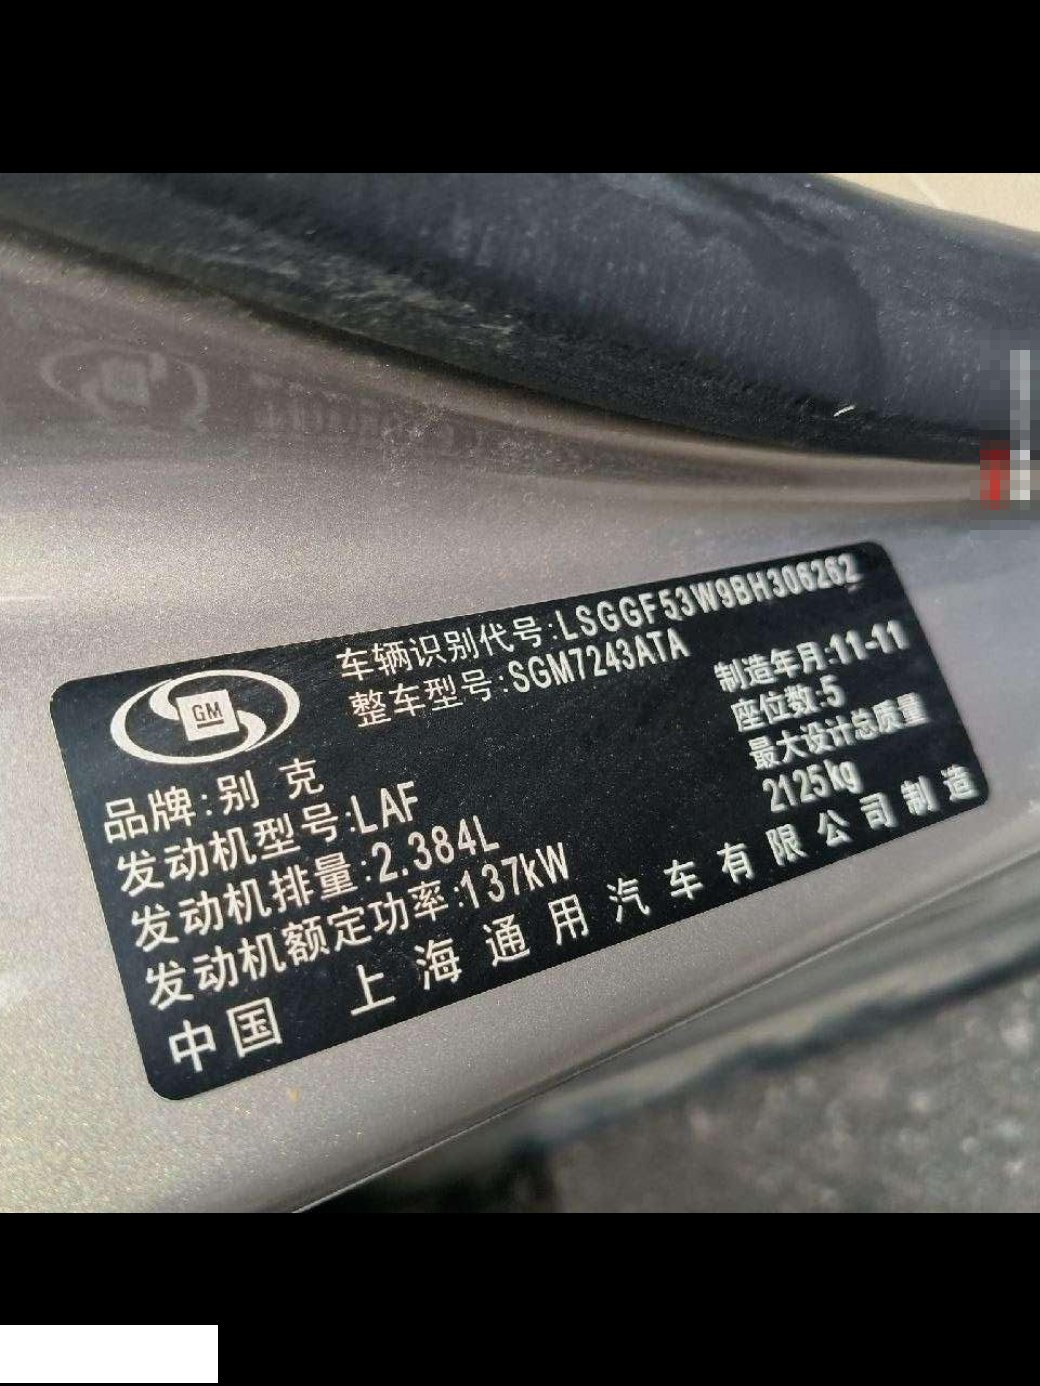 车辆识别代号:LSGGF53W9BH306262
整车型号:SGM7243ATA
GM
制造年月:11-11
座位数:5
最大设计总质量
2125kg
品牌:别 克
发动机型号:LAF
发动机排量:2.384L
发动机额定功率:137kW
中国 上海通用汽车有限公司制造